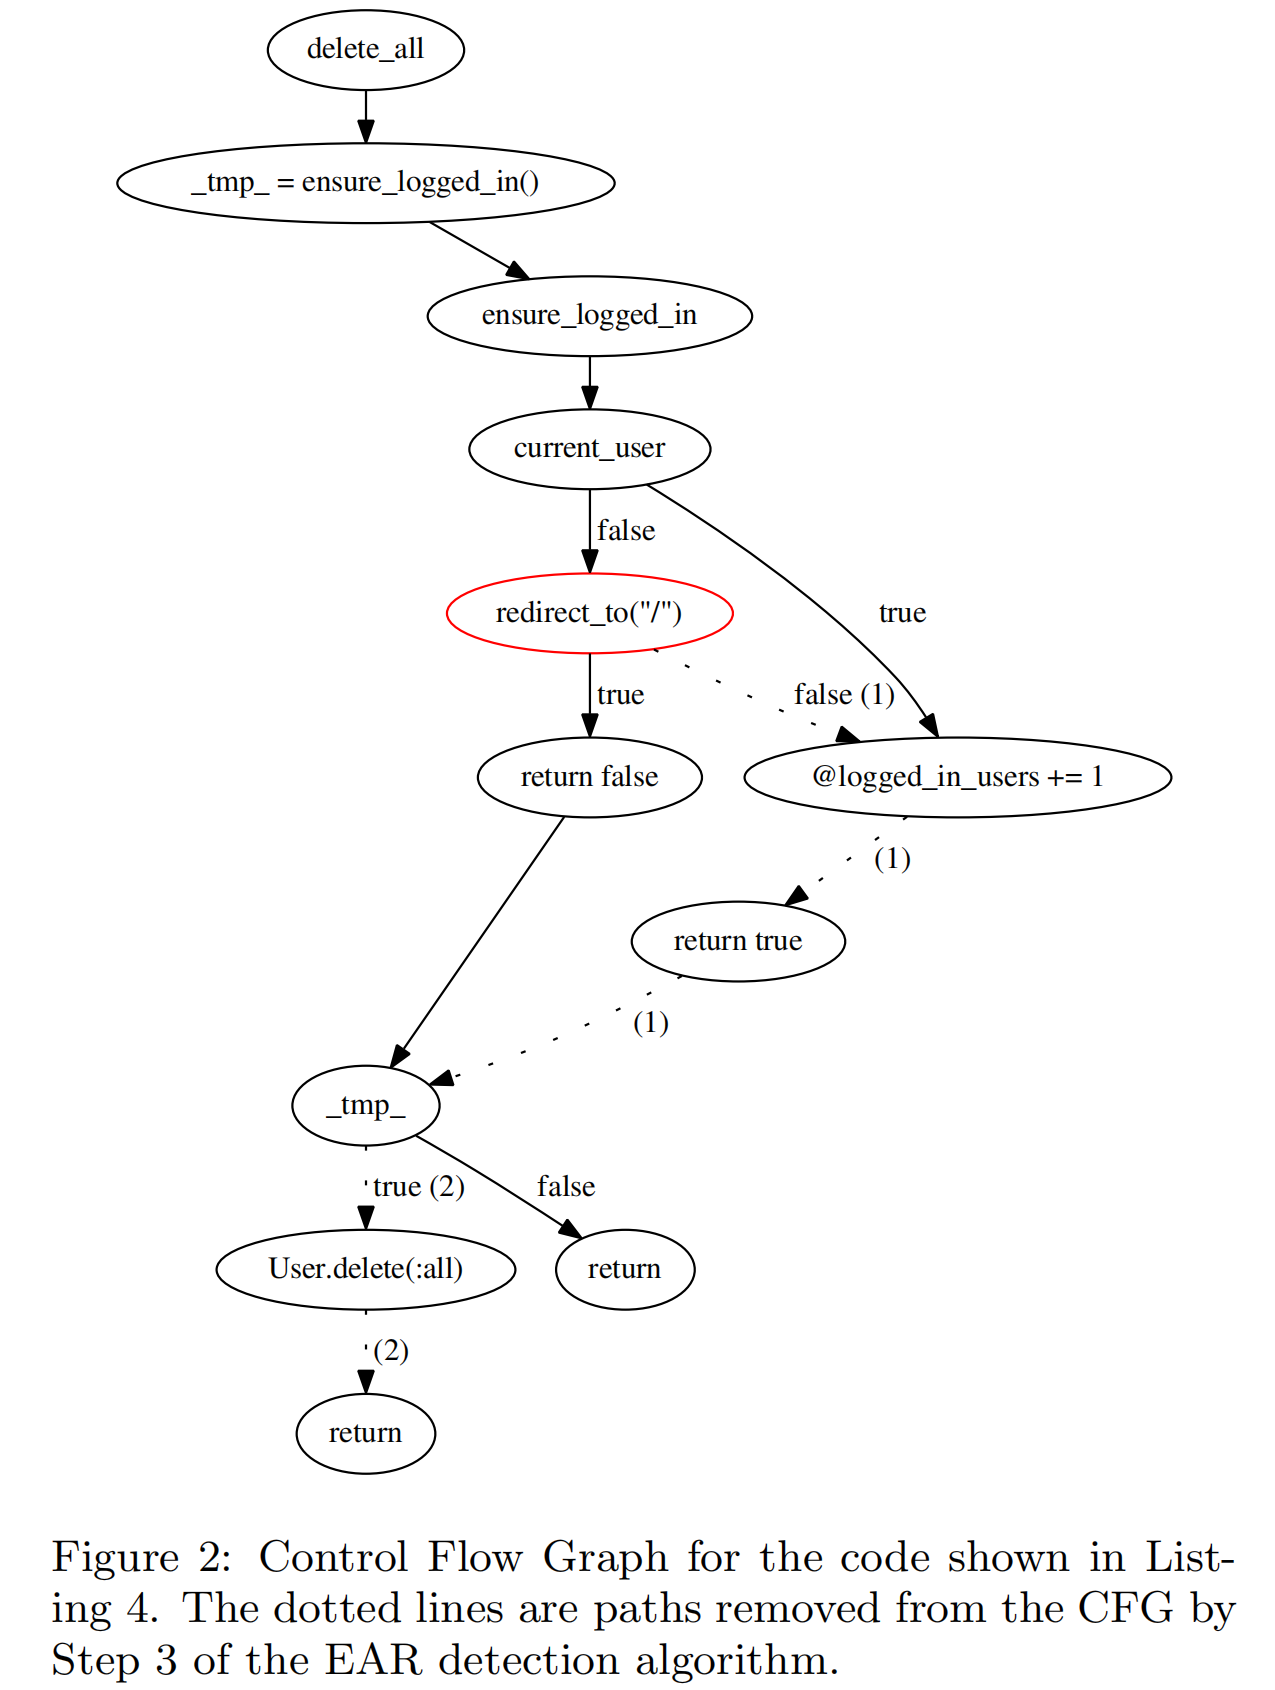 delete_all
_tmp_ = ensure_logged_in()
ensure_logged_in
current_user
false
redirect_to("/")
true
true
false (1)
return false
@logged_in_users += 1
(1)
return true
(1)
_tmp_
true (2)
false
User.delete(:all)
return
(2)
return
Figure 2: Control Flow Graph for the code shown in List-
ing 4. The dotted lines are paths removed from the CFG by
Step 3 of the EAR detection algorithm.